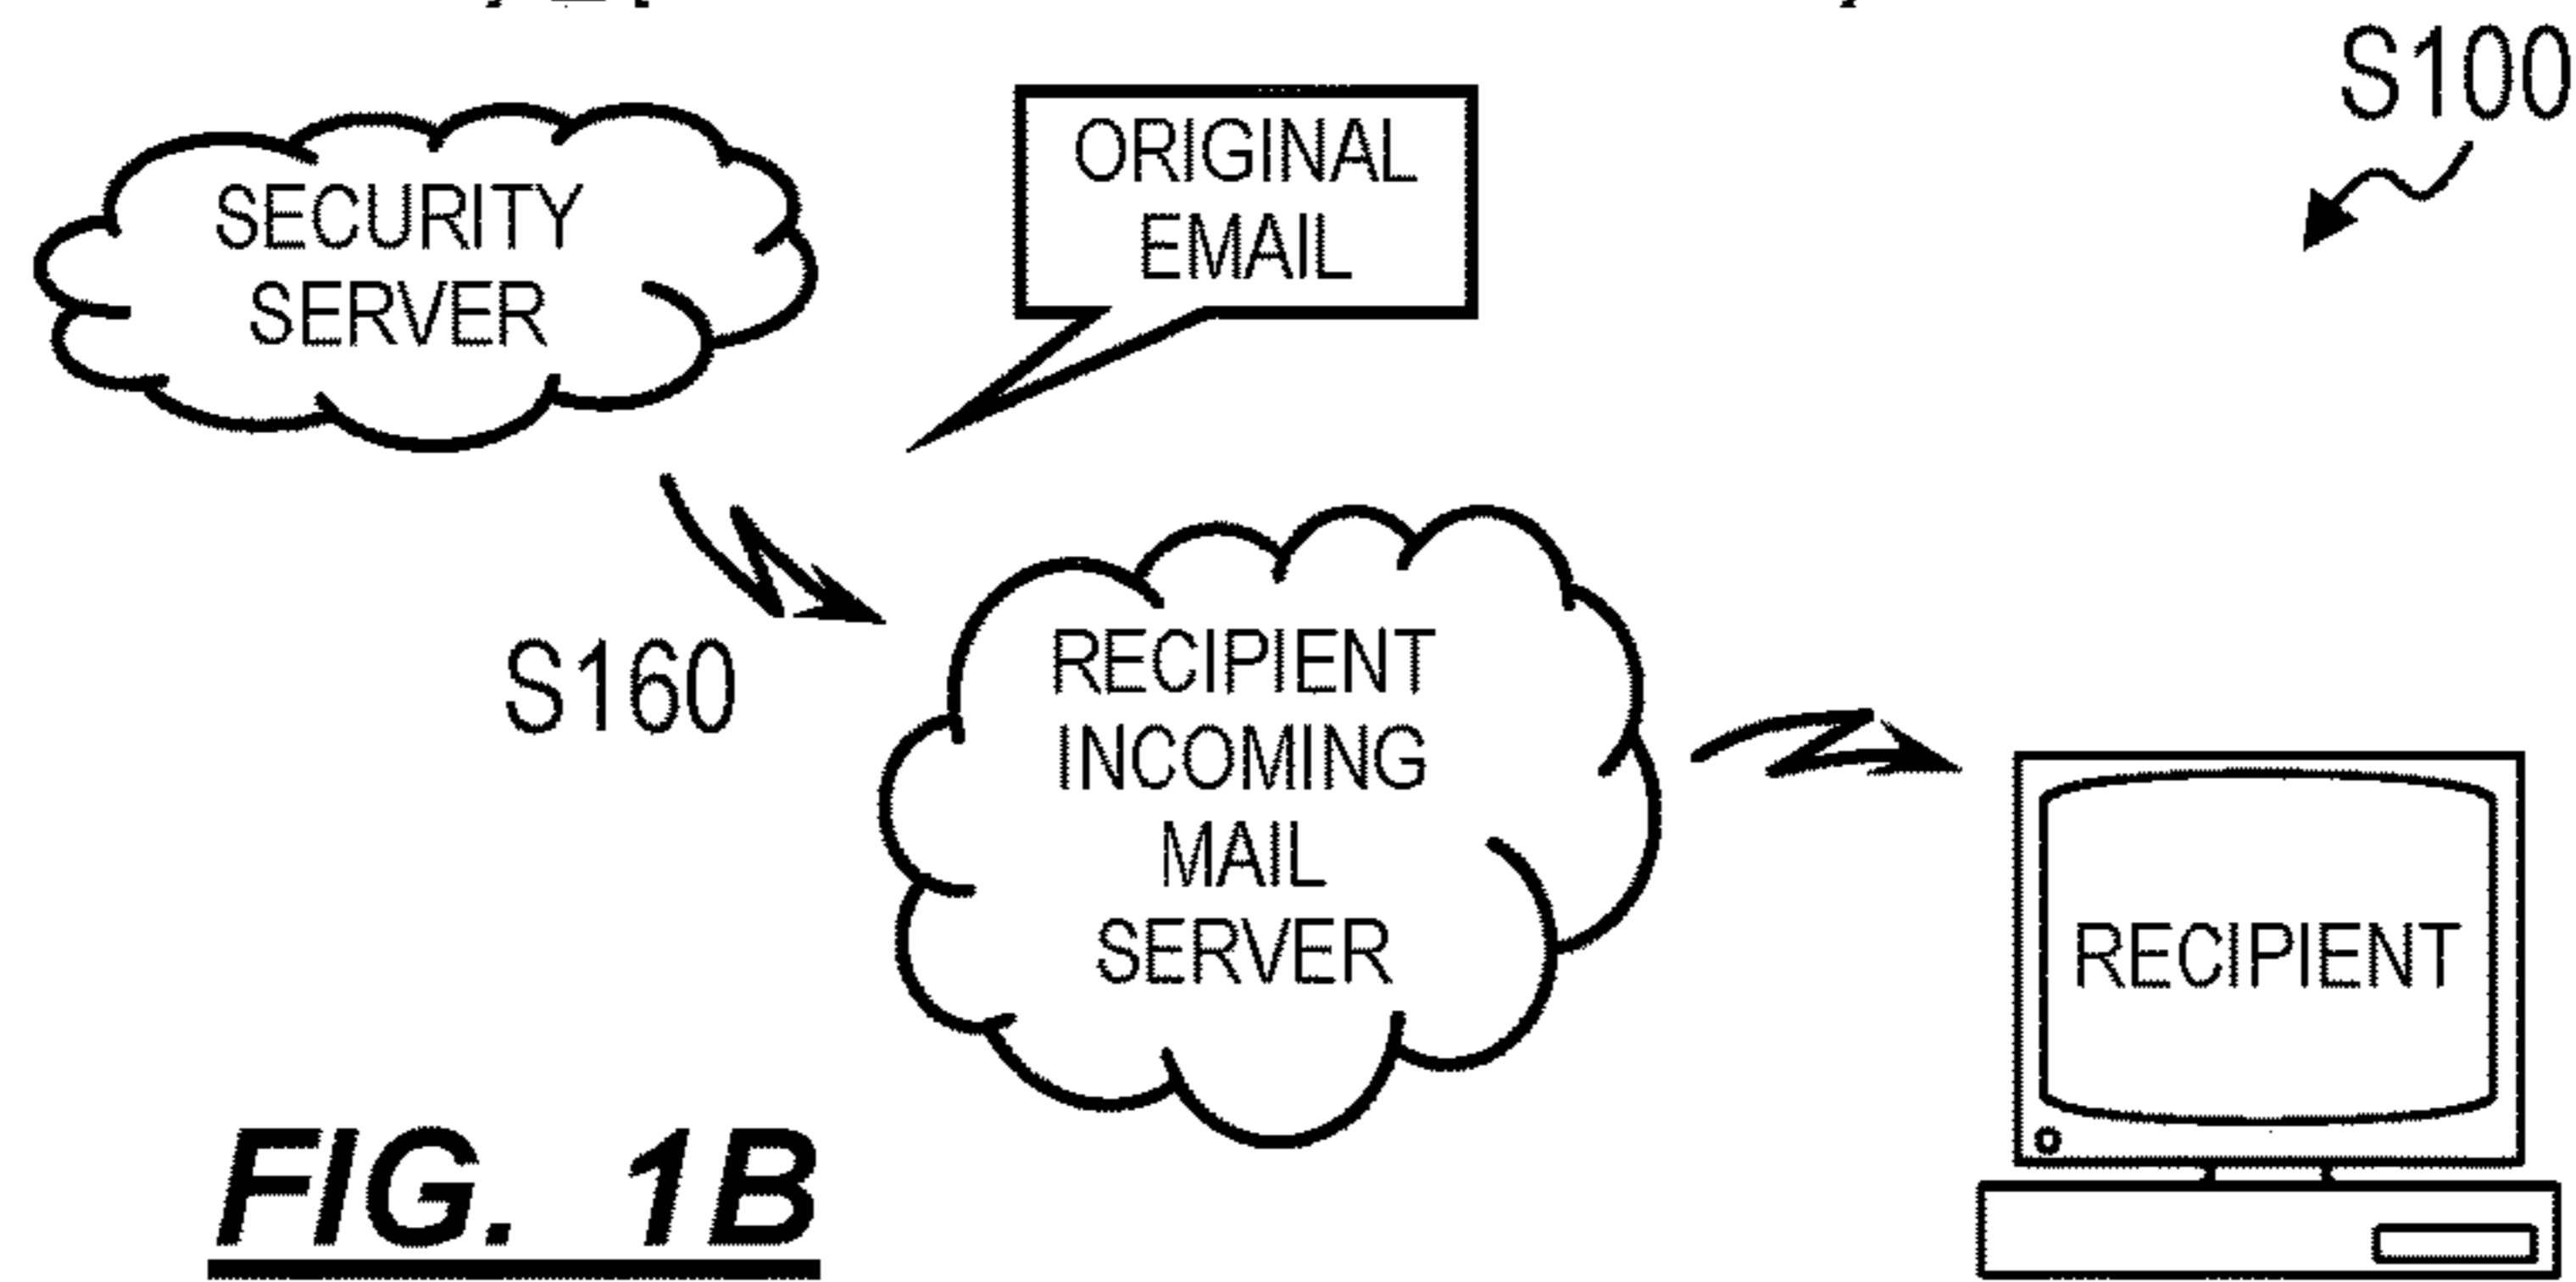 S100
SECURITY
SERVER
ORIGINAL
EMAIL
S160
RECIPIENT
INCOMING
MAIL
SERVER
RECIPIENT
FIG. 1B